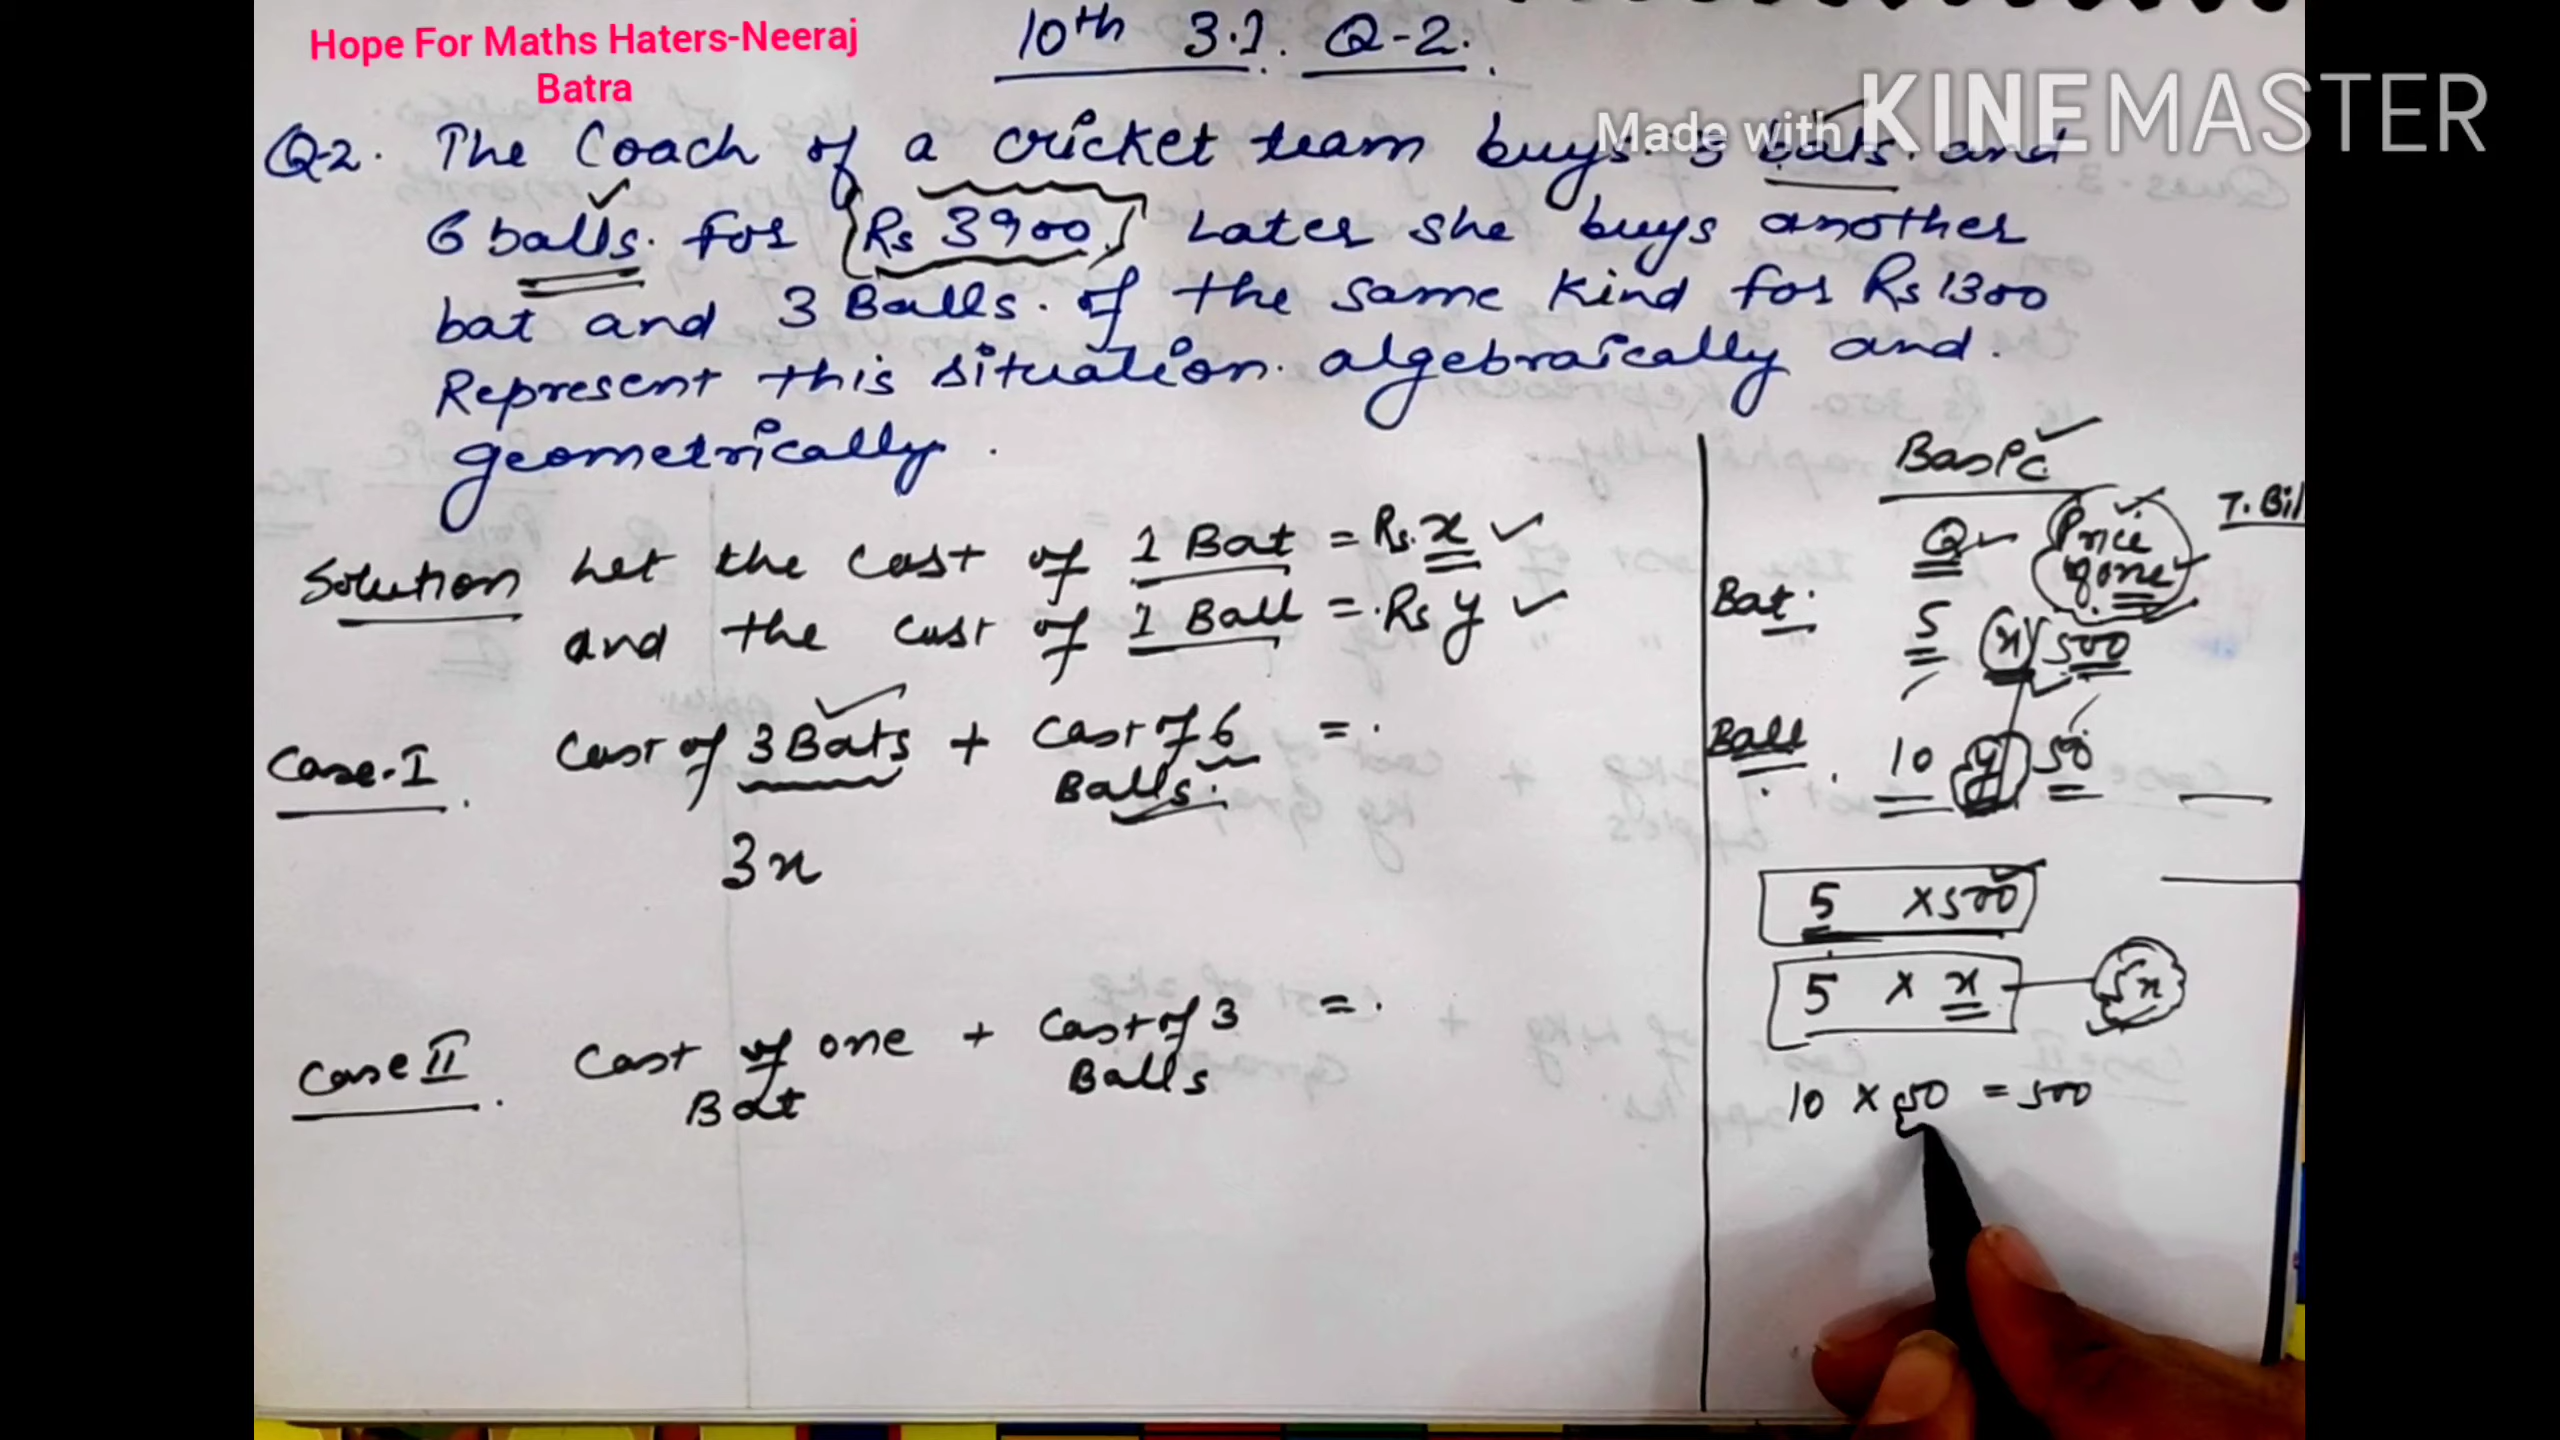 Hope For Maths Haters-Neeraj
Batra
10th 3.1. Q-2.
Made with KINEMASTER
Q-2. The Coach of a cricket team buys 3 bats. and
6 balls. for Rs 3900. Later she buys another
bat and 3 Balls. of the same kind for Rs 1300
Represent this situation. algebraically and.
geometrically.
Solution Let the cost of 1 Bat = Rs. x
and the cost of 1 Ball = Rs y
Case-I Cost of 3 Bats + Cost of 6 =
Balls.
3x
Case II Cost of one + Cost of 3 =
Bat Balls
Basic
Q Price T. Bil
of one
Bat. 5 x 500
Ball. 10 y 50
5 × 500
5 × x 5x
10 × 50 = 500